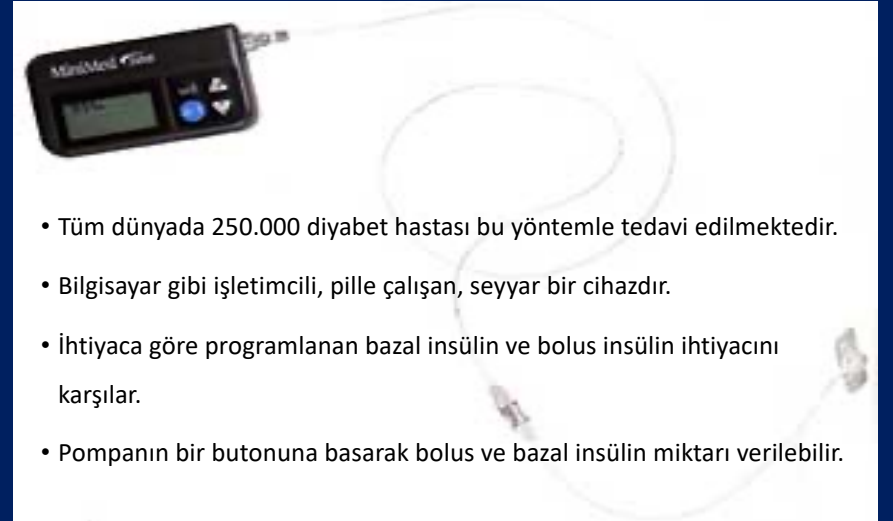 MiniMed
• Tüm dünyada 250.000 diyabet hastası bu yöntemle tedavi edilmektedir.
• Bilgisayar gibi işletimcili, pille çalışan, seyyar bir cihazdır.
• İhtiyaca göre programlanan bazal insülin ve bolus insülin ihtiyacını
karşılar.
• Pompanın bir butonuna basarak bolus ve bazal insülin miktarı verilebilir.